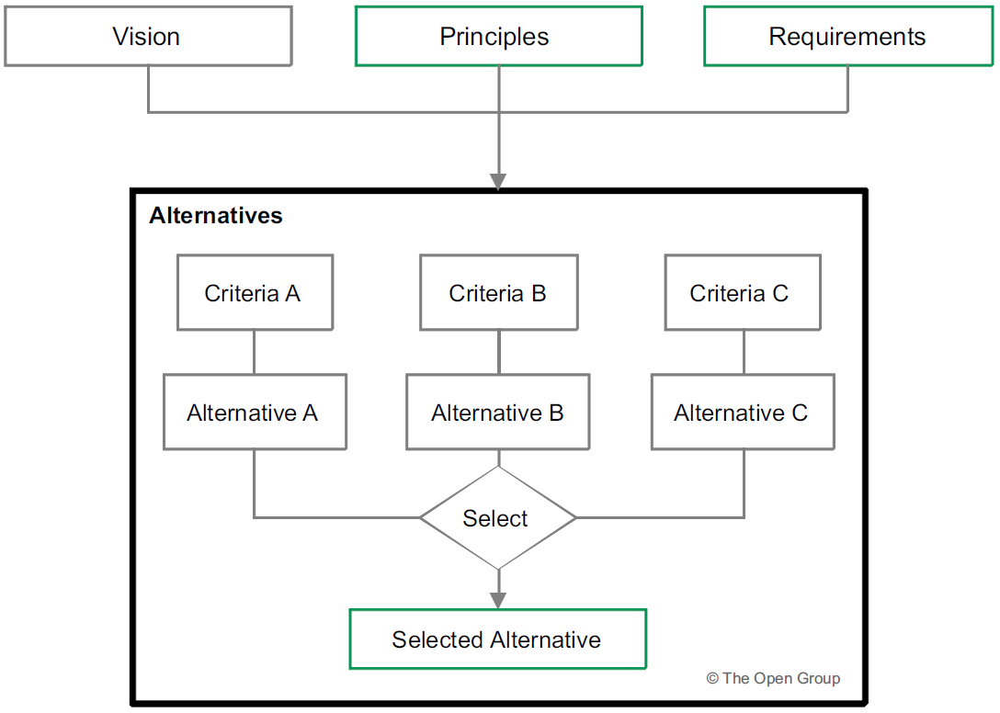 Vision
Principles
Requirements
Alternatives
Criteria A
Criteria B
Criteria C
Alternative A
Alternative B
Alternative C
Select
Selected Alternative
© The Open Group